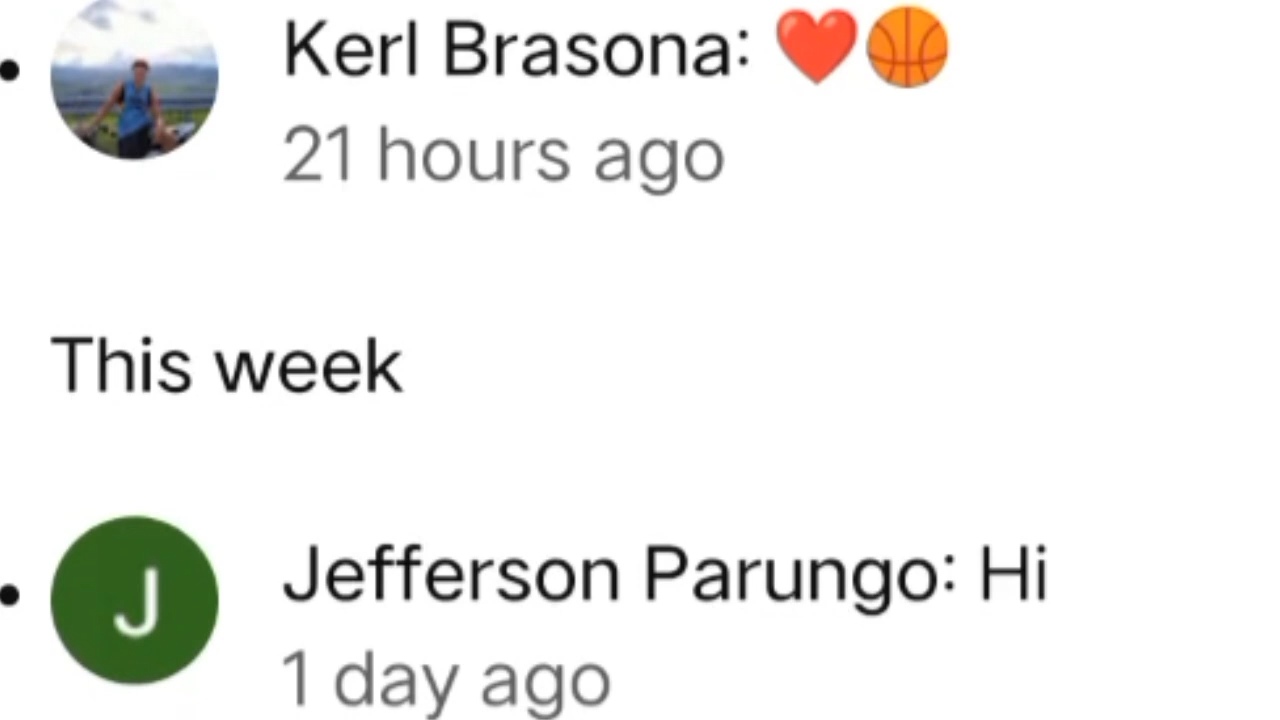 Kerl Brasona: ❤️🏀
21 hours ago
This week
J
Jefferson Parungo: Hi
1 day ago